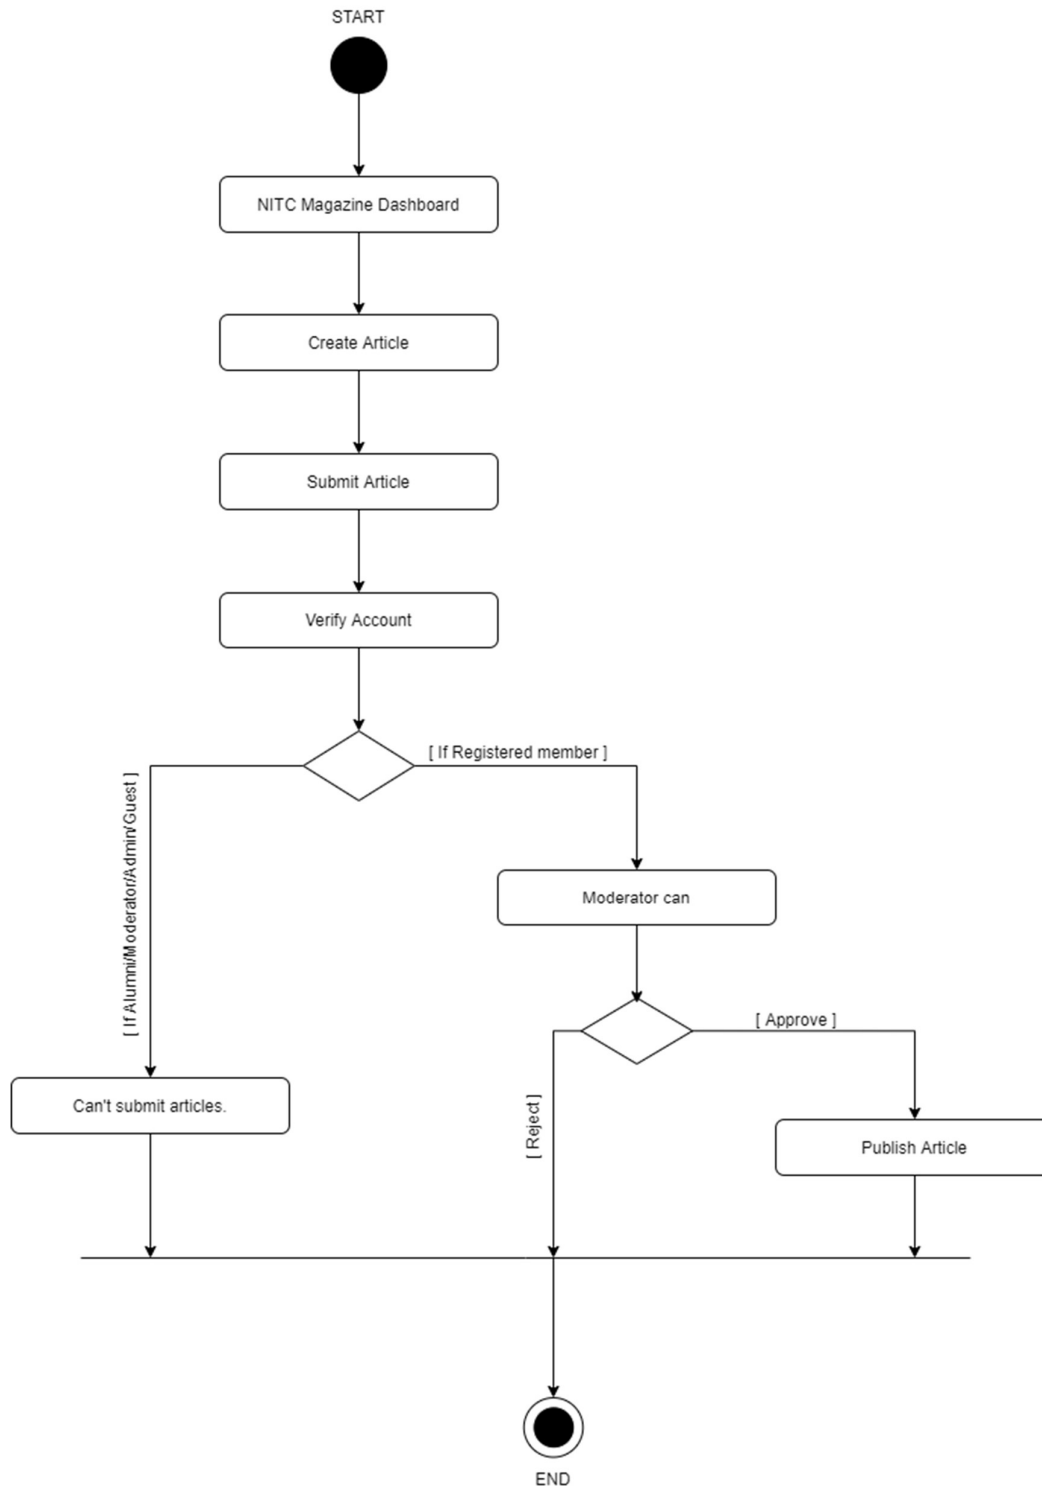 START
NITC Magazine Dashboard
Create Article
Submit Article
Verify Account
[ If Registered member ]
[ If Alumni/Moderator/Admin/Guest ]
Moderator can
[ Approve ]
[ Reject ]
Can't submit articles.
Publish Article
END